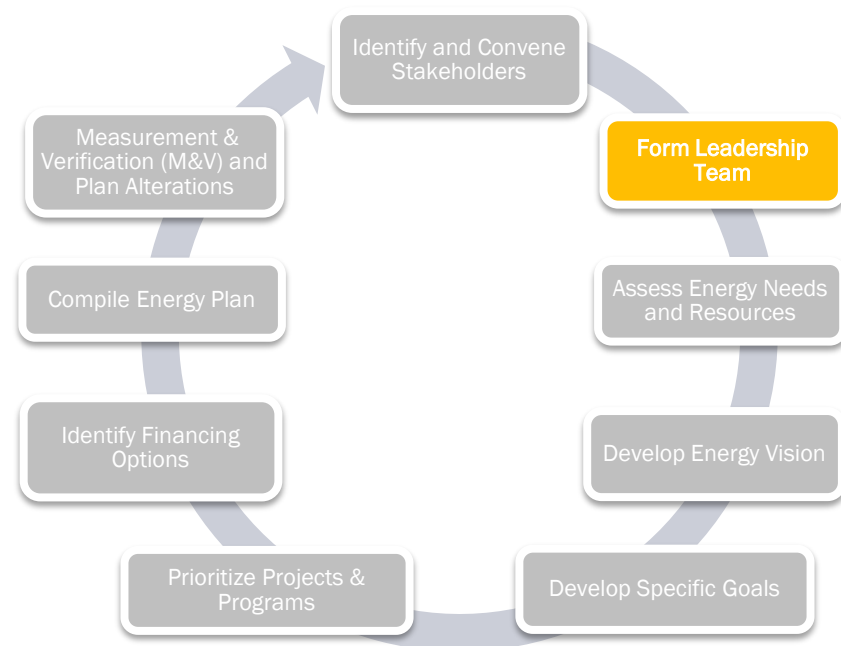 Identify and Convene
Stakeholders
Form Leadership
Team
Assess Energy Needs
and Resources
Develop Energy Vision
Develop Specific Goals
Prioritize Projects &
Programs
Identify Financing
Options
Compile Energy Plan
Measurement &
Verification (M&V) and
Plan Alterations